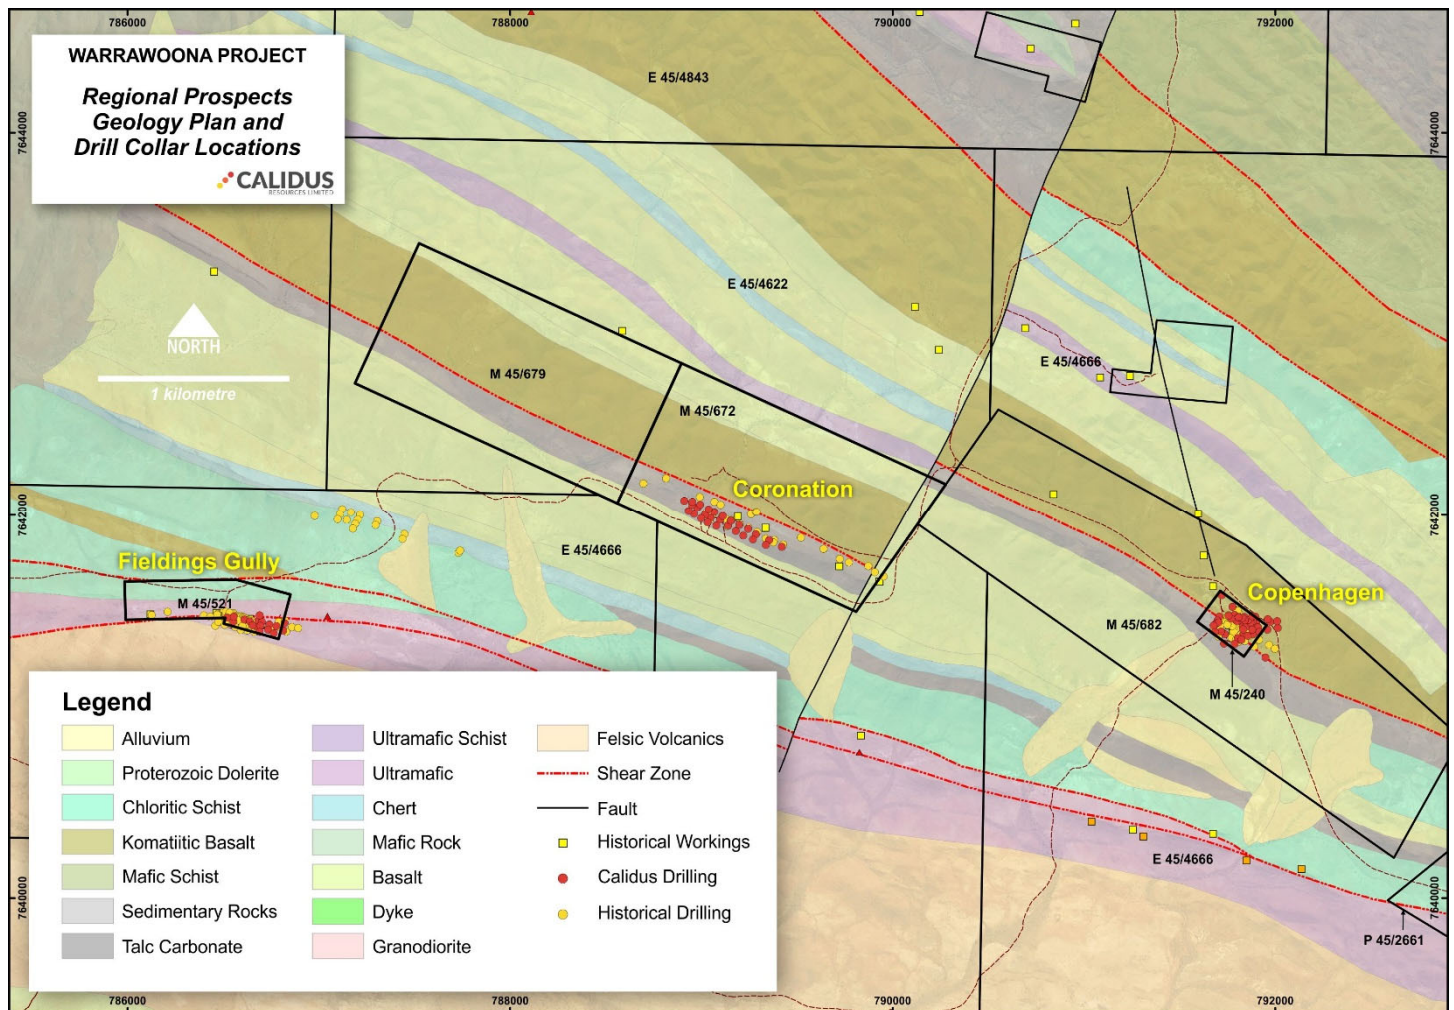 786000
788000
790000
792000
WARRAWOONA PROJECT
Regional Prospects
Geology Plan and
Drill Collar Locations
CALIDUS
RESOURCES LIMITED
E 45/4843
7644000
7644000
E 45/4622
NORTH
1 kilometre
E 45/4666
M 45/679
M 45/672
Coronation
7642000
7642000
E 45/4666
Fieldings Gully
M 45/521
Copenhagen
M 45/682
M 45/240
Legend
Alluvium
Proterozoic Dolerite
Chloritic Schist
Komatiitic Basalt
Mafic Schist
Sedimentary Rocks
Talc Carbonate
Ultramafic Schist
Ultramafic
Chert
Mafic Rock
Basalt
Dyke
Granodiorite
Felsic Volcanics
Shear Zone
Fault
Historical Workings
Calidus Drilling
Historical Drilling
E 45/4666
7640000
7640000
P 45/2661
786000
788000
790000
792000